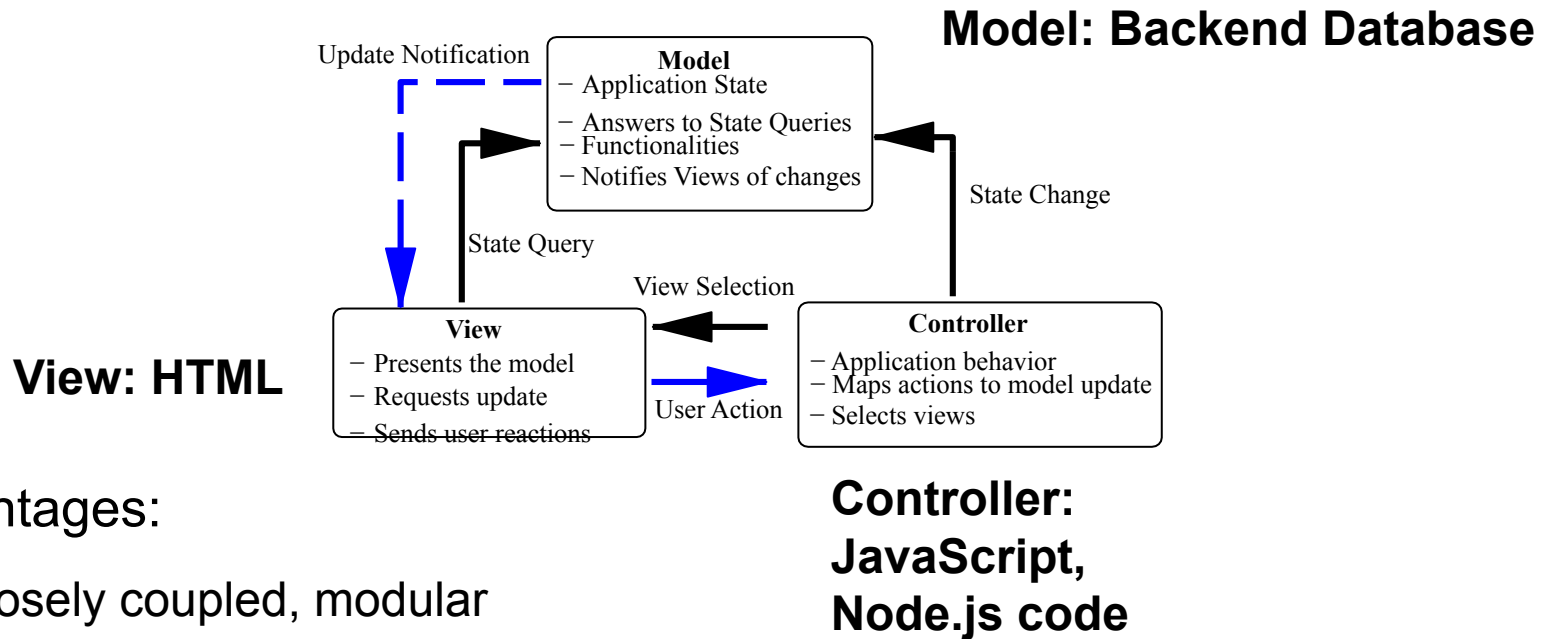 Model: Backend Database
Update Notification
Model
– Application State
– Answers to State Queries
– Functionalities
– Notifies Views of changes
State Change
State Query
View Selection
View
– Presents the model
– Requests update
– Sends user reactions
Controller
– Application behavior
– Maps actions to model update
– Selects views
View: HTML
User Action
ntages:
osely coupled, modular
Controller:
JavaScript,
Node.js code